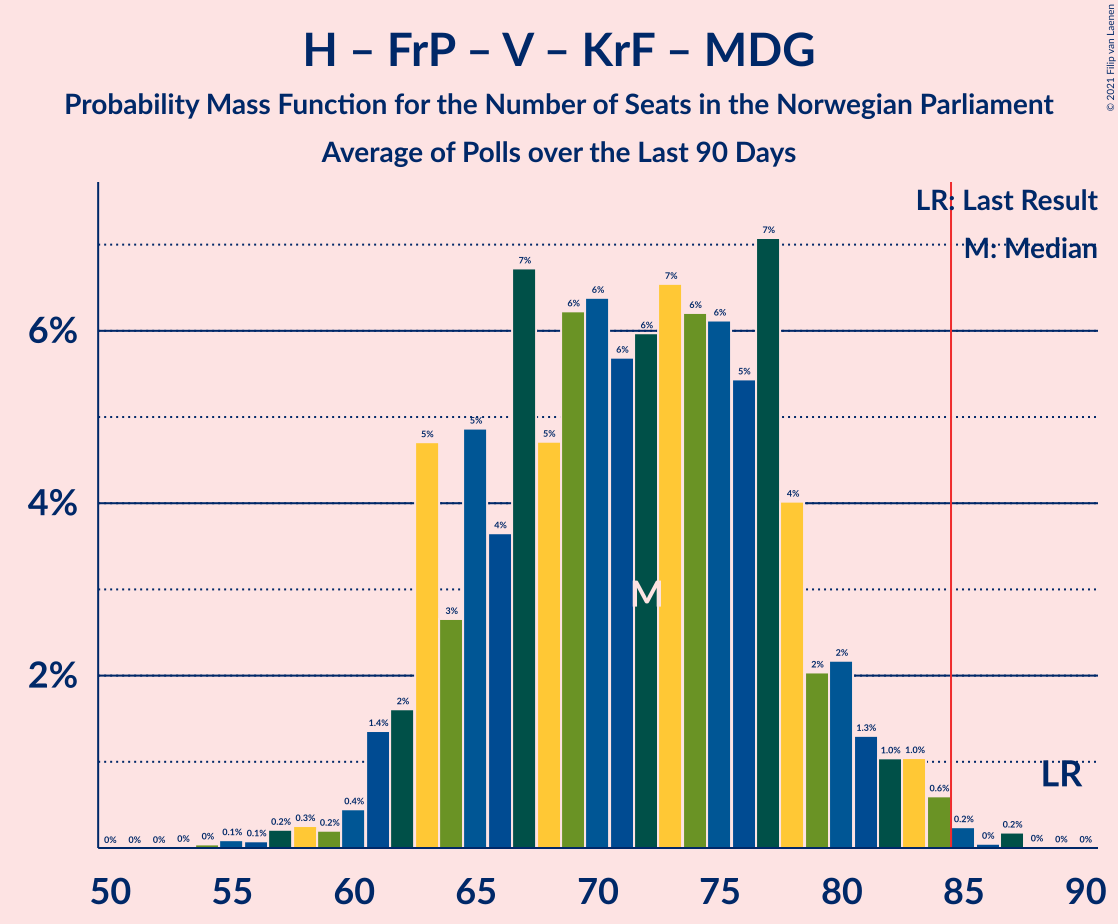 H – FrP – V – KrF – MDG
Probability Mass Function for the Number of Seats in the Norwegian Parliament
Average of Polls over the Last 90 Days
© 2021 Filip van Laenen
LR: Last Result
M: Median
6%
4%
2%
0% 0% 0% 0% 0% 0.1% 0.1% 0.2% 0.3% 0.2% 0.4% 1.4% 2% 5% 3% 5% 4% 7% 5% 6% 6% 6% 6% 7% 6% 6% 5% 7% 4% 2% 2% 1.3% 1.0% 1.0% 0.6% 0.2% 0% 0.2% 0% 0% 0%
M
LR
50 55 60 65 70 75 80 85 90